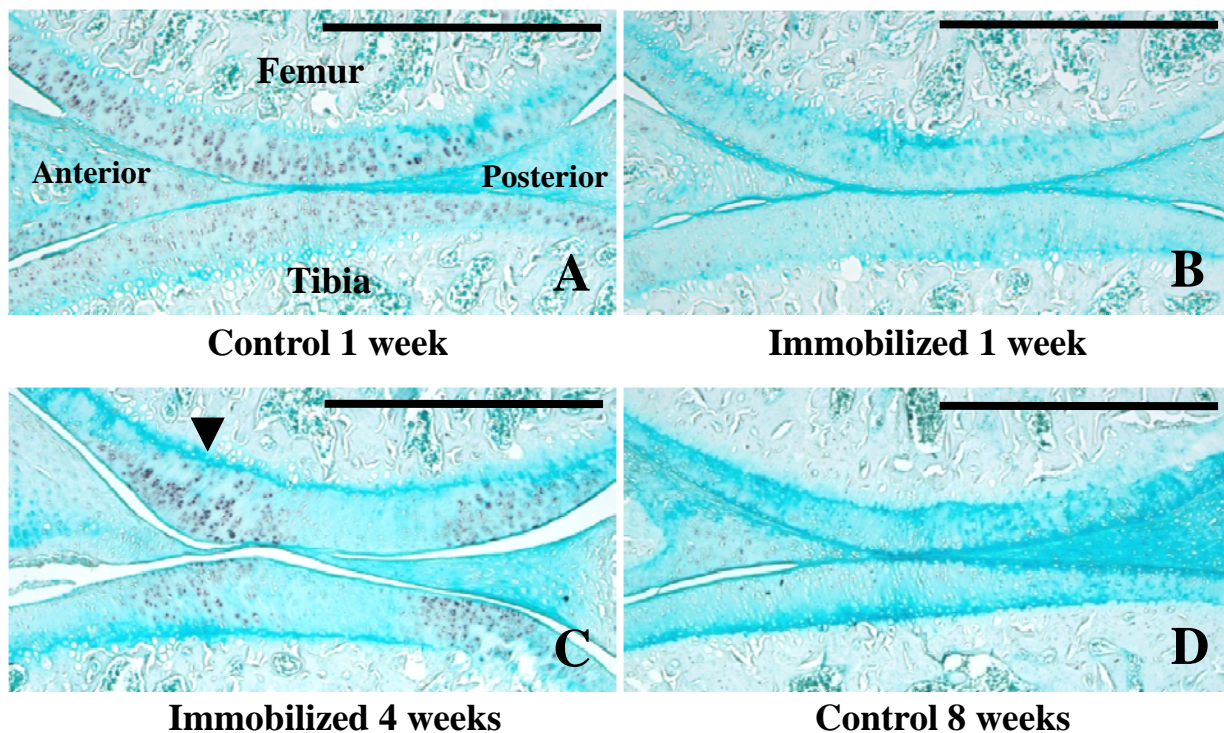 Femur
Anterior
Posterior
Tibia
A
B
Control 1 week
Immobilized 1 week
C
D
Immobilized 4 weeks
Control 8 weeks